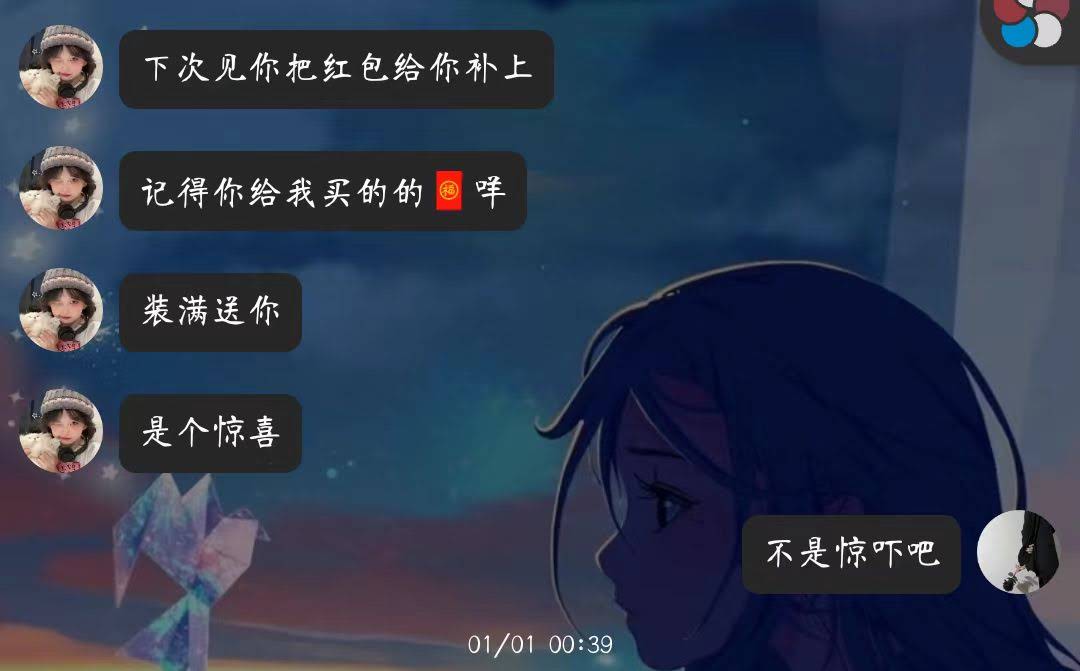 下次见你把红包给你补上
记得你给我买的的🧧咩
装满送你
是个惊喜
不是惊吓吧
01/01 00:39